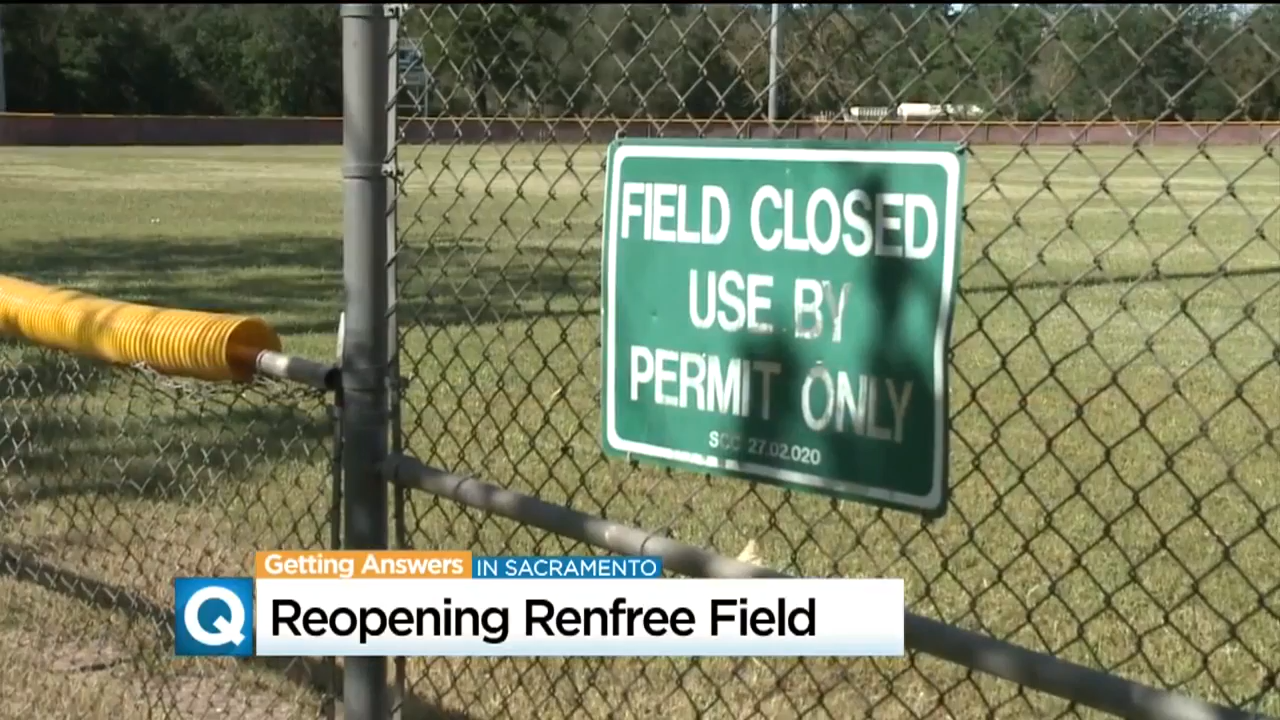 FIELD CLOSED
USE BY
PERMIT ONLY
SCC 27.02.020
Getting Answers IN SACRAMENTO
Q Reopening Renfree Field